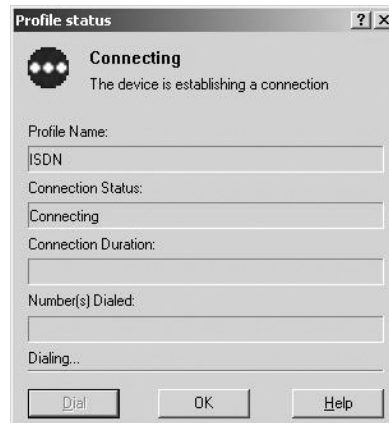 Profile status
Connecting
The device is establishing a connection
Profile Name:
ISDN
Connection Status:
Connecting
Connection Duration:
Number(s) Dialed:
Dialing...
Dial OK Help